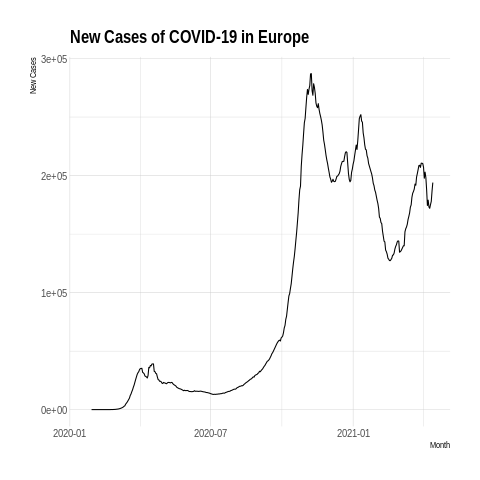 New Cases of COVID-19 in Europe
New Cases
3e+05
2e+05
1e+05
0e+00
2020-01
2020-07
2021-01
Month